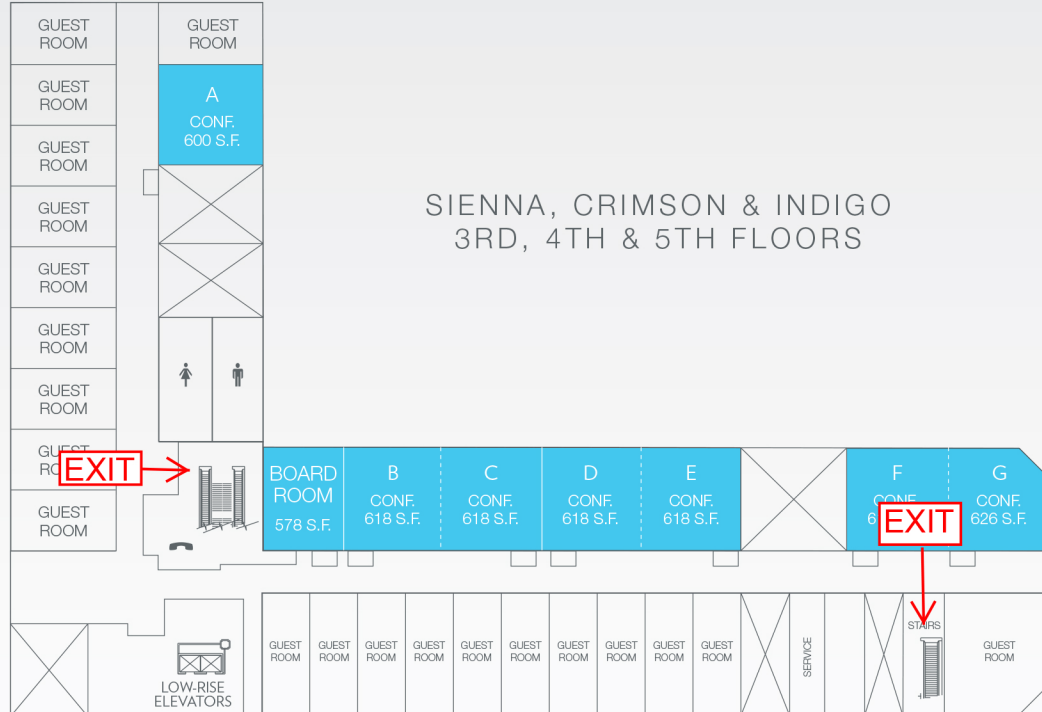 GUEST
ROOM
GUEST
ROOM
GUEST
ROOM
A
CONF.
600 S.F.
GUEST
ROOM
GUEST
ROOM
SIENNA, CRIMSON & INDIGO
3RD, 4TH & 5TH FLOORS
GUEST
ROOM
GUEST
ROOM
GUEST
ROOM
GUEST
EXIT
GUEST
ROOM
BOARD
ROOM
578 S.F.
B
CONF.
618 S.F.
C
CONF.
618 S.F.
D
CONF.
618 S.F.
E
CONF.
618 S.F.
F
CONF.
EXIT
G
CONF.
626 S.F.
LOW-RISE
ELEVATORS
GUEST
ROOM
GUEST
ROOM
GUEST
ROOM
GUEST
ROOM
GUEST
ROOM
GUEST
ROOM
GUEST
ROOM
GUEST
ROOM
GUEST
ROOM
GUEST
ROOM
SERVICE
STAIRS
GUEST
ROOM